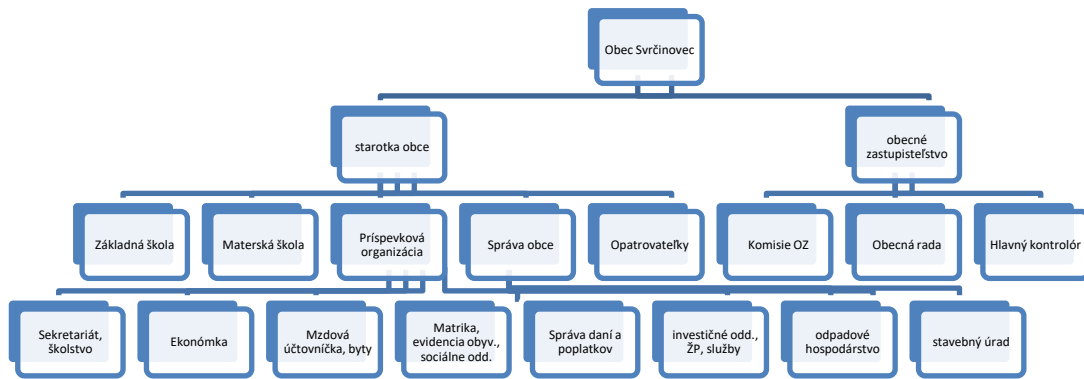 Obec Svrčinovec
starotka obce
obecné
zastupisteľstvo
Základná škola
Materská škola
Príspevková
organizácia
Správa obce
Opatrovateľky
Komisie OZ
Obecná rada
Hlavný kontrolór
Sekretariát,
školstvo
Ekonómka
Mzdová
účtovníčka, byty
Matrika,
evidencia obyv.,
sociálne odd.
Správa daní a
poplatkov
investičné odd.,
ŽP, služby
odpadové
hospodárstvo
stavebný úrad